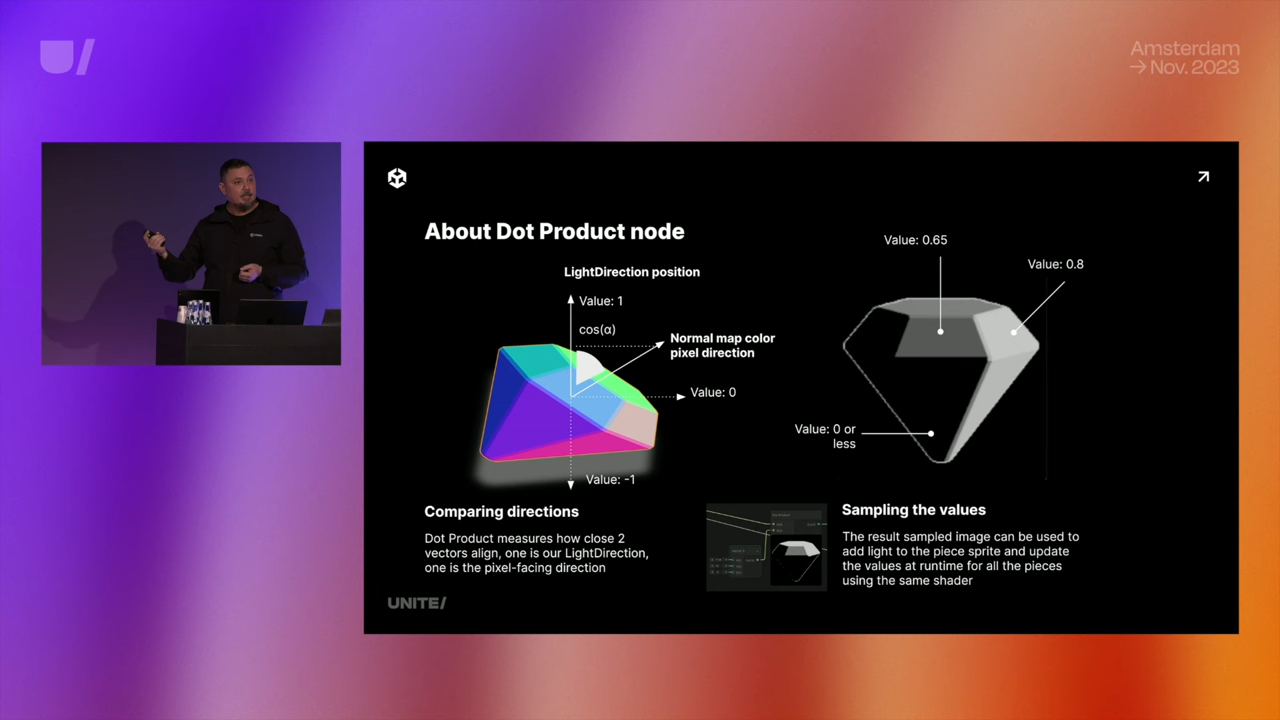 Amsterdam
→ Nov. 2023
About Dot Product node
LightDirection position
Value: 1
cos(α)
Normal map color
pixel direction
Value: 0
Value: -1
Value: 0.65
Value: 0.8
Value: 0 or
less
Comparing directions
Dot Product measures how close 2
vectors align, one is our LightDirection,
one is the pixel-facing direction
Sampling the values
The result sampled image can be used to
add light to the piece sprite and update
the values at runtime for all the pieces
using the same shader
UNITE/